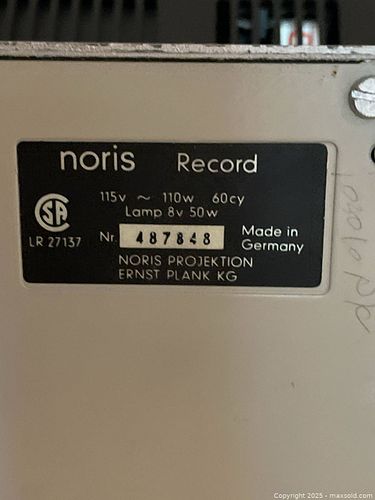 noris Record
115v ~ 110w 60cy
Lamp 8v 50w
SA
LR 27137
Nr. 487848
Made in
Germany
NORIS PROJEKTION
ERNST PLANK KG
Copyright © 2025 - maxsold.com